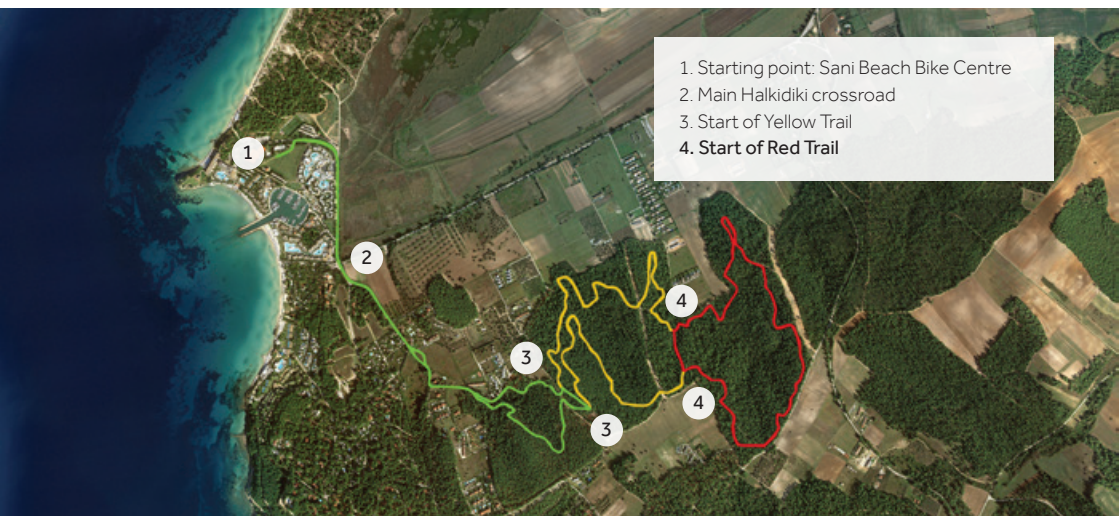 1. Starting point: Sani Beach Bike Centre
2. Main Halkidiki crossroad
3. Start of Yellow Trail
4. Start of Red Trail
1
2
3
3
4
4